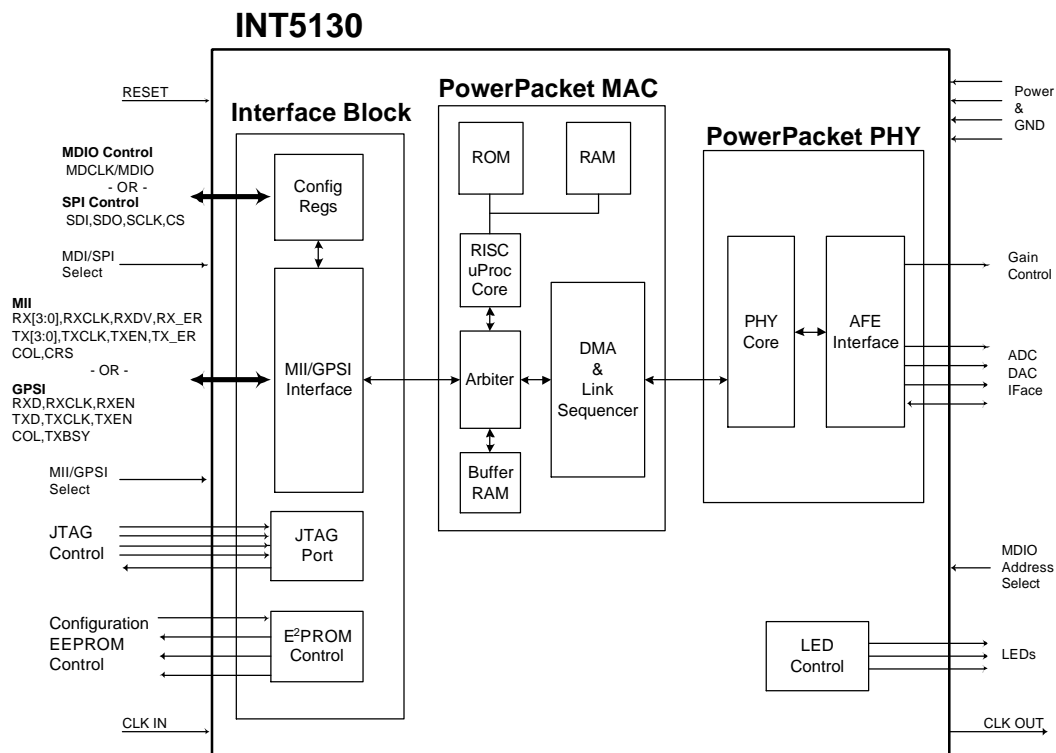 INT5130
RESET
MDIO Control
MDCLK/MDIO
- OR -
SPI Control
SDI,SDO,SCLK,CS
MDI/SPI
Select
MII
RX[3:0],RXCLK,RXDV,RX_ER
TX[3:0],TXCLK,TXEN,TX_ER
COL,CRS
- OR -
GPSI
RXD,RXCLK,RXEN
TXD,TXCLK,TXEN
COL,TXBSY
MII/GPSI
Select
JTAG
Control
Configuration
EEPROM
Control
CLK IN
Interface Block
Config
Regs
MII/GPSI
Interface
JTAG
Port
E²PROM
Control
PowerPacket MAC
ROM
RAM
RISC
uProc
Core
Arbiter
Buffer
RAM
DMA
&
Link
Sequencer
PowerPacket PHY
PHY
Core
AFE
Interface
LED
Control
Power
&
GND
Gain
Control
ADC
DAC
IFace
MDIO
Address
Select
LEDs
CLK OUT